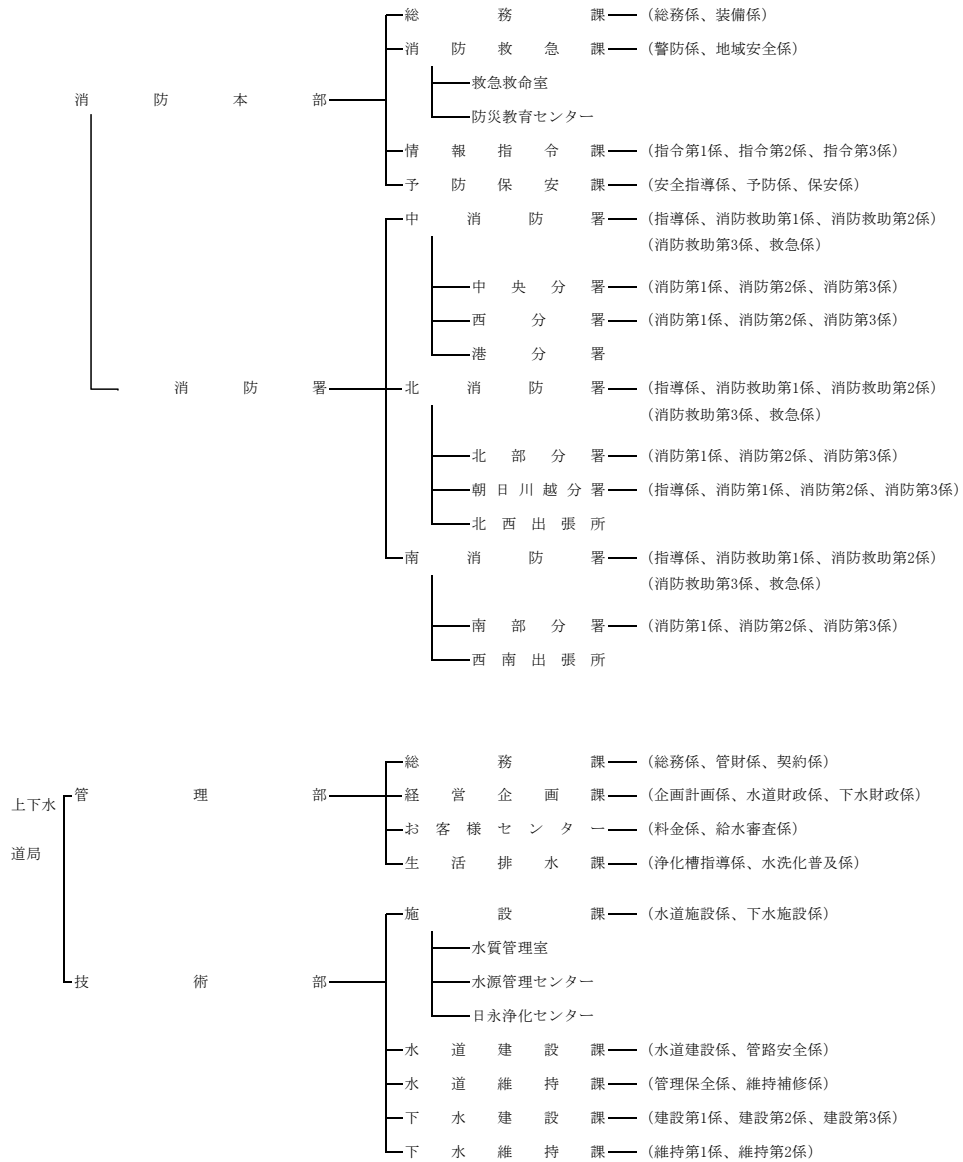 総務課 (総務係、装備係)
消防救急課 (警防係、地域安全係)
救急救命室
消防本部
防災教育センター
情報指令課 (指令第1係、指令第2係、指令第3係)
予防保安課 (安全指導係、予防係、保安係)
中消防署 (指導係、消防救助第1係、消防救助第2係)
(消防救助第3係、救急係)
中央分署 (消防第1係、消防第2係、消防第3係)
西分署 (消防第1係、消防第2係、消防第3係)
港分署
消防署 北消防署 (指導係、消防救助第1係、消防救助第2係)
(消防救助第3係、救急係)
北部分署 (消防第1係、消防第2係、消防第3係)
朝日川越分署 (指導係、消防第1係、消防第2係、消防第3係)
北西出張所
南消防署 (指導係、消防救助第1係、消防救助第2係)
(消防救助第3係、救急係)
南部分署 (消防第1係、消防第2係、消防第3係)
西南出張所
総務課 (総務係、管財係、契約係)
上下水
道局
管理部 経営企画課 (企画計画係、水道財政係、下水財政係)
お客様センター (料金係、給水審査係)
生活排水課 (浄化槽指導係、水洗化普及係)
施設課 (水道施設係、下水施設係)
水質管理室
技術部 水源管理センター
日永浄化センター
水道建設課 (水道建設係、管路安全係)
水道維持課 (管理保全係、維持補修係)
下水建設課 (建設第1係、建設第2係、建設第3係)
下水維持課 (維持第1係、維持第2係)